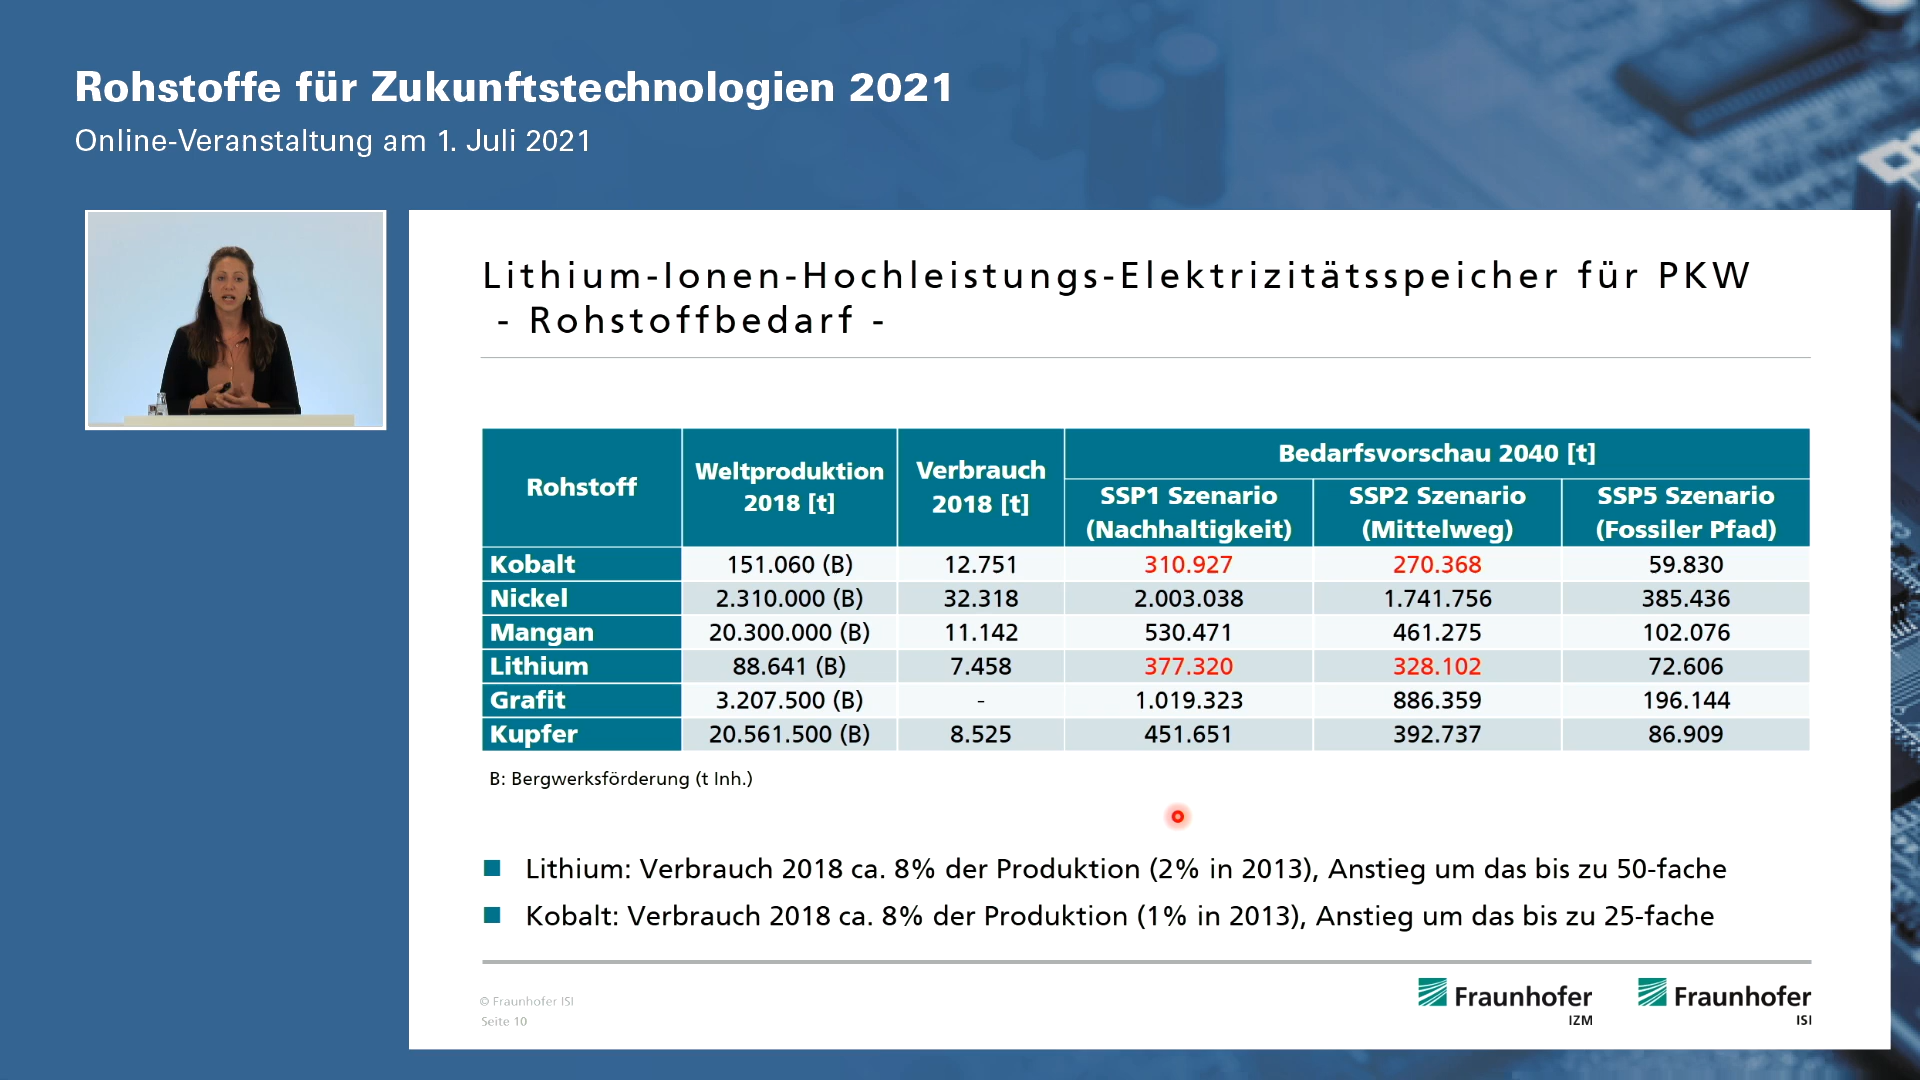 Rohstoffe für Zukunftstechnologien 2021
Online-Veranstaltung am 1. Juli 2021
Lithium-Ionen-Hochleistungs-Elektrizitätsspeicher für PKW
- Rohstoffbedarf -
Rohstoff Weltproduktion 2018 [t] Verbrauch 2018 [t] Bedarfsvorschau 2040 [t]
SSP1 Szenario (Nachhaltigkeit) SSP2 Szenario (Mittelweg) SSP5 Szenario (Fossiler Pfad)
Kobalt 151.060 (B) 12.751 310.927 270.368 59.830
Nickel 2.310.000 (B) 32.318 2.003.038 1.741.756 385.436
Mangan 20.300.000 (B) 11.142 530.471 461.275 102.076
Lithium 88.641 (B) 7.458 377.320 328.102 72.606
Grafit 3.207.500 (B) - 1.019.323 886.359 196.144
Kupfer 20.561.500 (B) 8.525 451.651 392.737 86.909
B: Bergwerksförderung (t Inh.)
Lithium: Verbrauch 2018 ca. 8% der Produktion (2% in 2013), Anstieg um das bis zu 50-fache
Kobalt: Verbrauch 2018 ca. 8% der Produktion (1% in 2013), Anstieg um das bis zu 25-fache
© Fraunhofer ISI
Seite 10
Fraunhofer IZM
Fraunhofer ISI